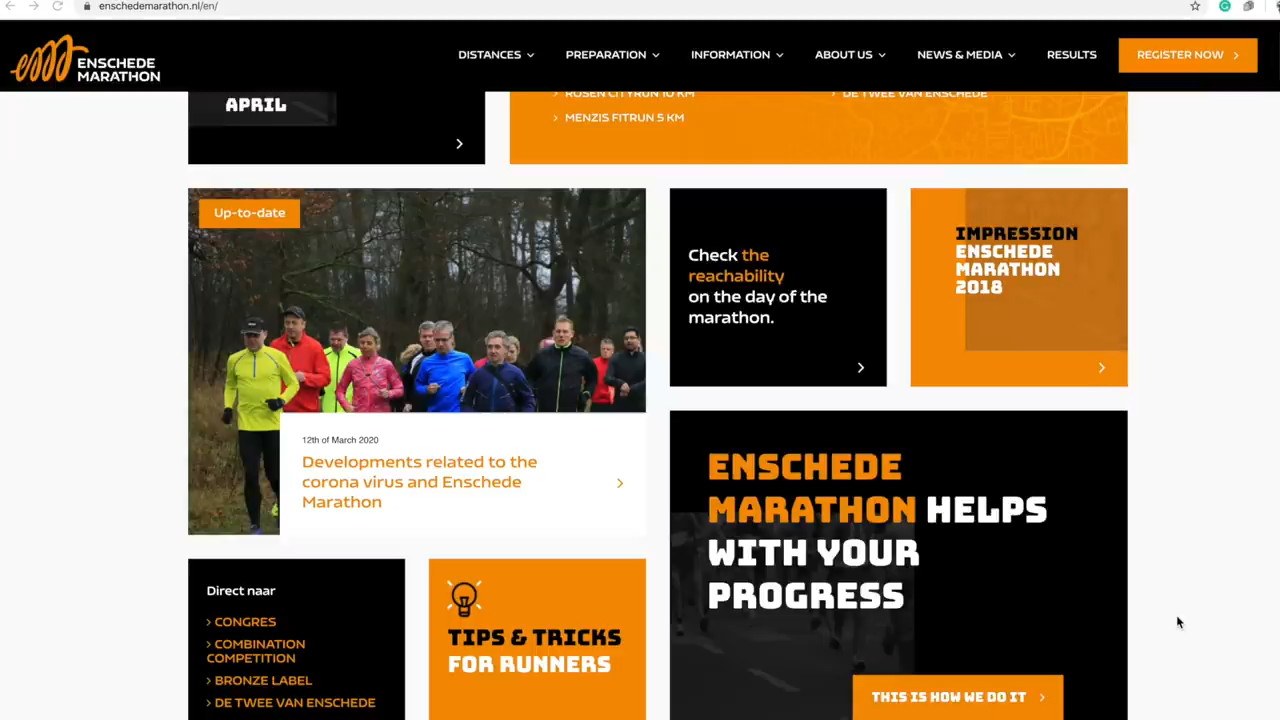 enschedemarathon.nl/en/
ENSCHEDE
MARATHON
DISTANCES
PREPARATION
INFORMATION
ABOUT US
NEWS & MEDIA
RESULTS
REGISTER NOW
APRIL
ROSEN CITYRUN 10 KM
DE TWEE VAN ENSCHEDE
MENZIS FITRUN 5 KM
Up-to-date
Check the
reachability
on the day of the
marathon.
IMPRESSION
ENSCHEDE
MARATHON
2018
12th of March 2020
Developments related to the
corona virus and Enschede
Marathon
ENSCHEDE
MARATHON HELPS
WITH YOUR
PROGRESS
THIS IS HOW WE DO IT
Direct naar
CONGRES
COMBINATION
COMPETITION
BRONZE LABEL
DE TWEE VAN ENSCHEDE
TIPS & TRICKS
FOR RUNNERS